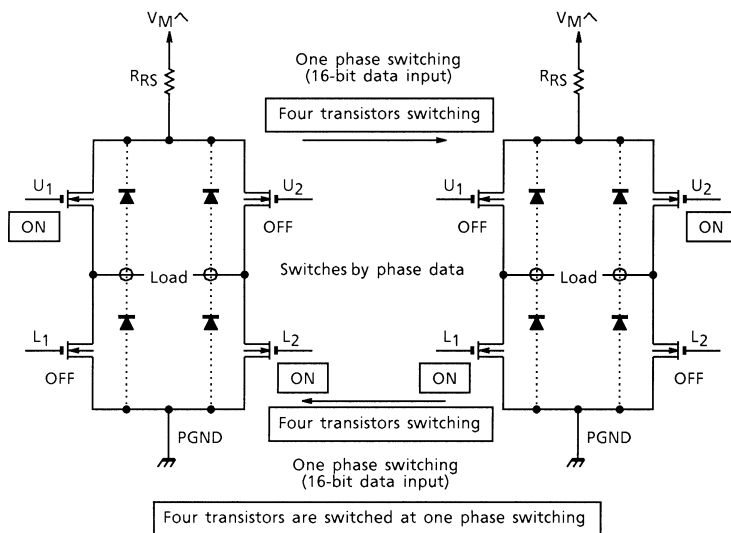 VM^
VM^
One phase switching
(16-bit data input)
RRS
RRS
Four transistors switching
U1
U2
U1
U2
ON
OFF
OFF
ON
Load
Switches by phase data
Load
L1
L2
L1
L2
OFF
ON
ON
OFF
Four transistors switching
PGND
PGND
One phase switching
(16-bit data input)
Four transistors are switched at one phase switching